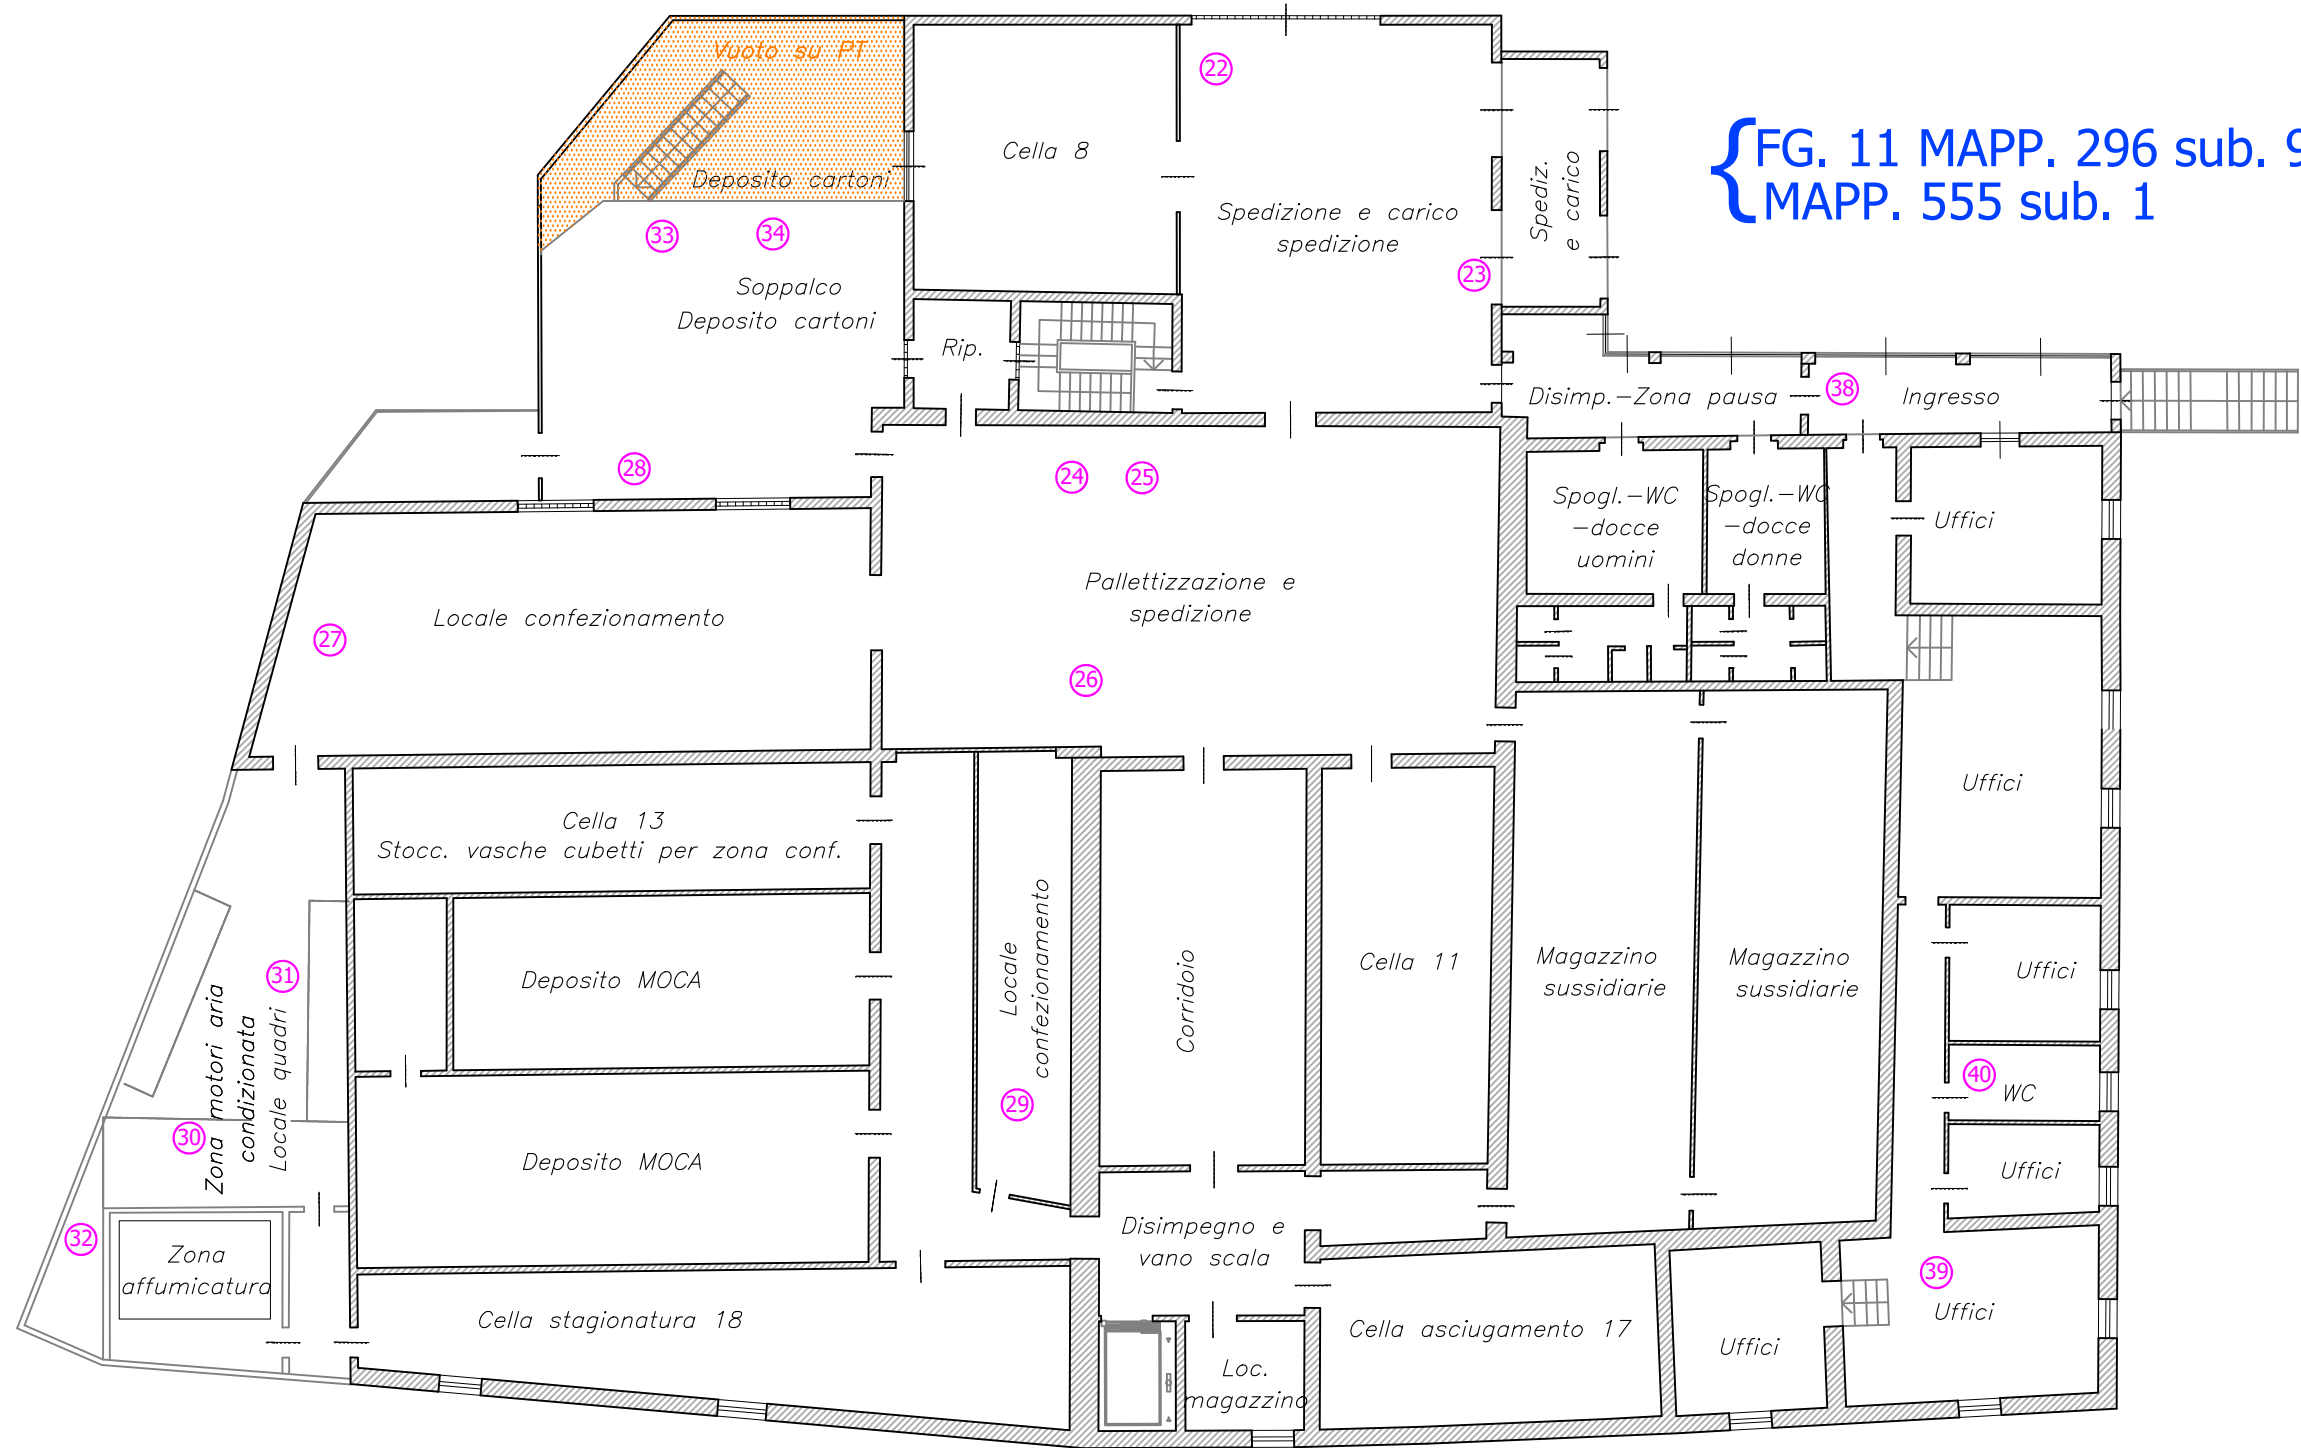 Vuoto su PT
Deposito cartoni
33
34
Soppalco
Deposito cartoni
28
Cella 8
22
Spedizione e carico
spedizione
23
Spediz.
e carico
{FG. 11 MAPP. 296 sub. 9
MAPP. 555 sub. 1
Rip.
Disimp.-Zona pausa
38
Ingresso
24
25
Pallettizzazione e
spedizione
26
Spogl.-WC
-docce
uomini
Spogl.-WC
-docce
donne
Uffici
27
Locale confezionamento
Uffici
Cella 13
Stocc. vasche cubetti per zona conf.
Deposito MOCA
Deposito MOCA
Locale
confezionamento
29
Corridoio
Cella 11
Magazzino
sussidiarie
Magazzino
sussidiarie
Uffici
40
WC
Uffici
39
Uffici
31
Zona motori aria
condizionata
Locale quadri
30
32
Zona
affumicatura
Cella stagionatura 18
Disimpegno e
vano scala
Loc.
magazzino
Cella asciugamento 17
Uffici